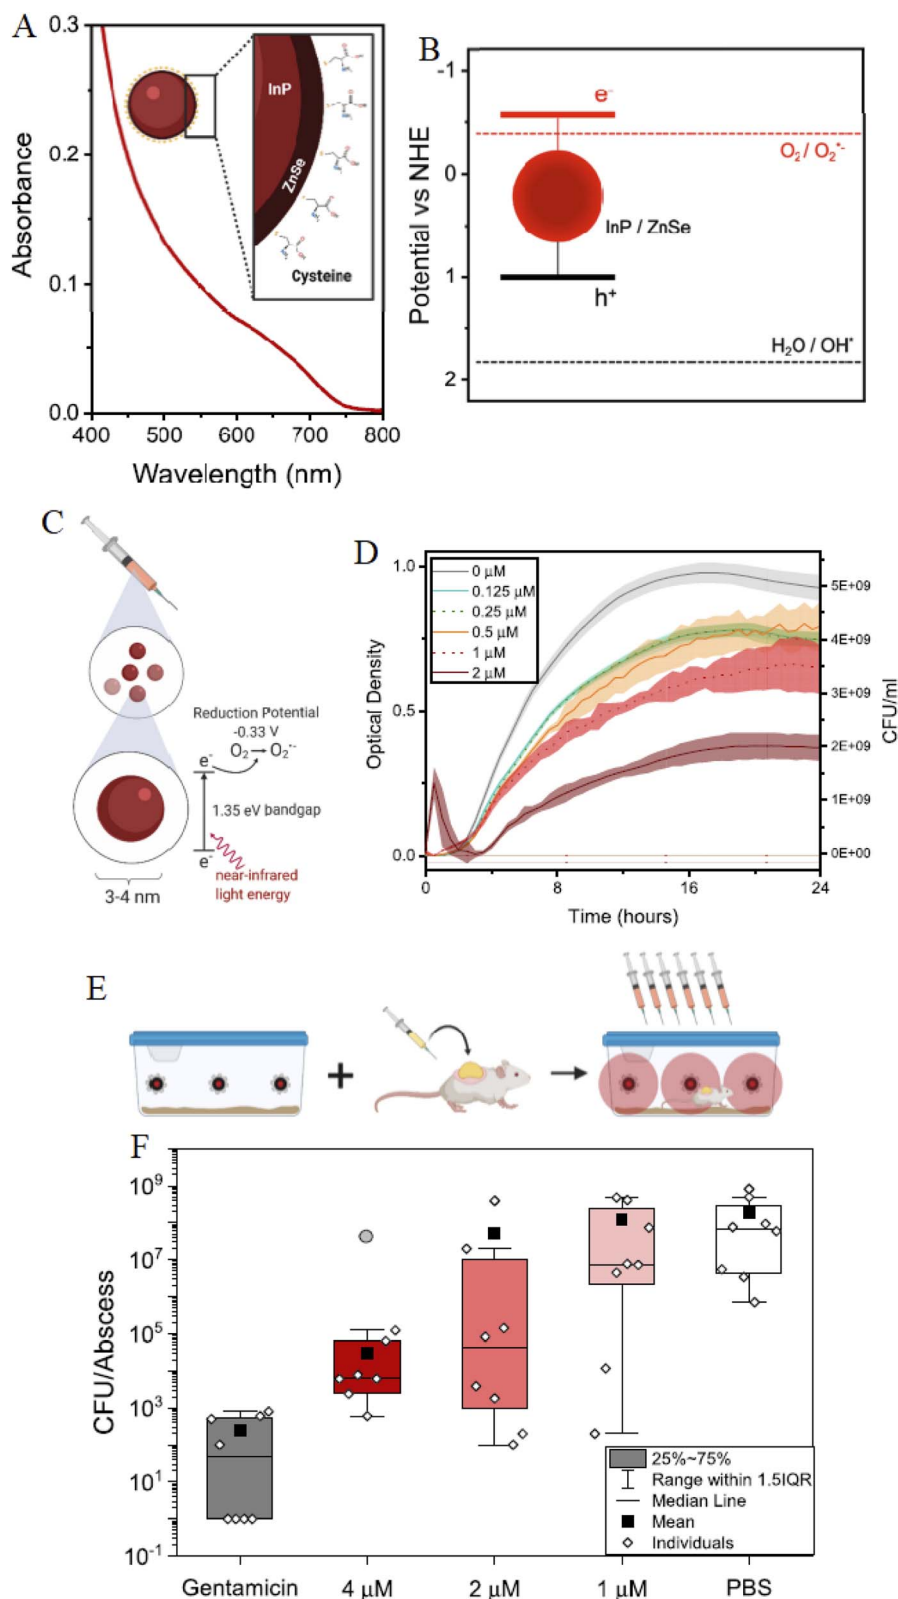 A
0.3
0.2
0.1
0.0
Absorbance
400 500 600 700 800
Wavelength (nm)
InP
ZnSe
Cysteine
B
-1
0
1
2
Potential vs NHE
e⁻
O₂ / O₂•-
InP / ZnSe
h⁺
H₂O / OH•
C
Reduction Potential
-0.33 V
O₂ → O₂•-
e⁻
1.35 eV bandgap
e⁻
near-infrared
light energy
3-4 nm
D
1.0
0.5
0.0
Optical Density
0 μM
0.125 μM
0.25 μM
0.5 μM
1 μM
2 μM
5E+09
4E+09
3E+09
2E+09
1E+09
0E+00
CFU/ml
0 8 16 24
Time (hours)
E
F
10⁹
10⁷
10⁵
10³
10¹
10⁻¹
CFU/Abscess
25%~75%
Range within 1.5IQR
Median Line
Mean
Individuals
Gentamicin 4 μM 2 μM 1 μM PBS